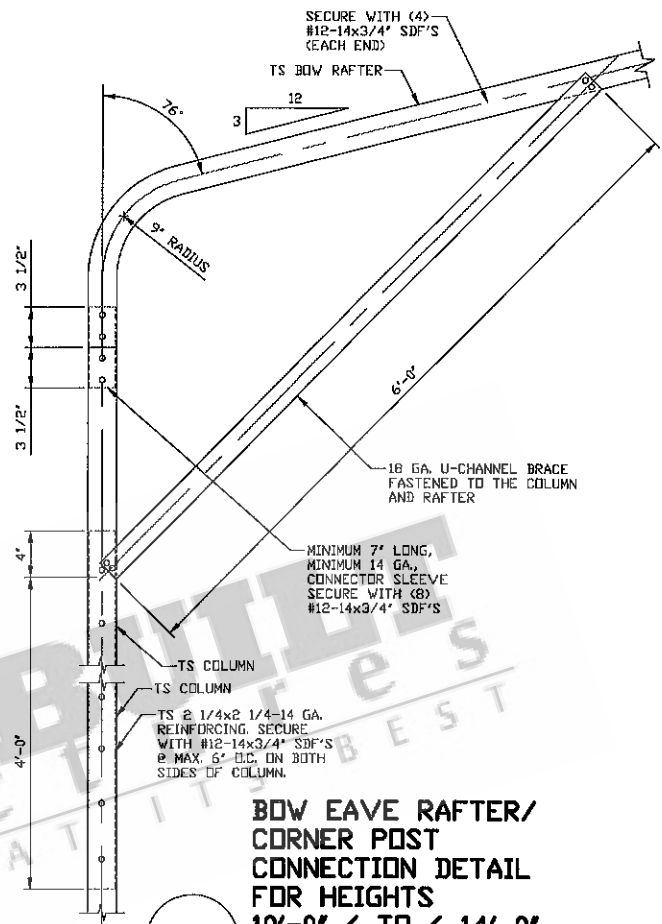 SECURE WITH (4)
#12-14x3/4" SDF'S
(EACH END)
TS BOW RAFTER
12
3
76°
9" RADIUS
3 1/2"
3 1/2"
6'-0"
18 GA. U-CHANNEL BRACE
FASTENED TO THE COLUMN
AND RAFTER
4"
MINIMUM 7" LONG,
MINIMUM 14 GA.,
CONNECTOR SLEEVE
SECURE WITH (8)
#12-14x3/4" SDF'S
TS COLUMN
TS COLUMN
TS 2 1/4x2 1/4-14 GA.
REINFORCING, SECURE
WITH #12-14x3/4" SDF'S
@ MAX. 6" O.C. ON BOTH
SIDES OF COLUMN.
4'-0"
BUILT
AT ITS BEST
BOW EAVE RAFTER/
CORNER POST
CONNECTION DETAIL
FOR HEIGHTS